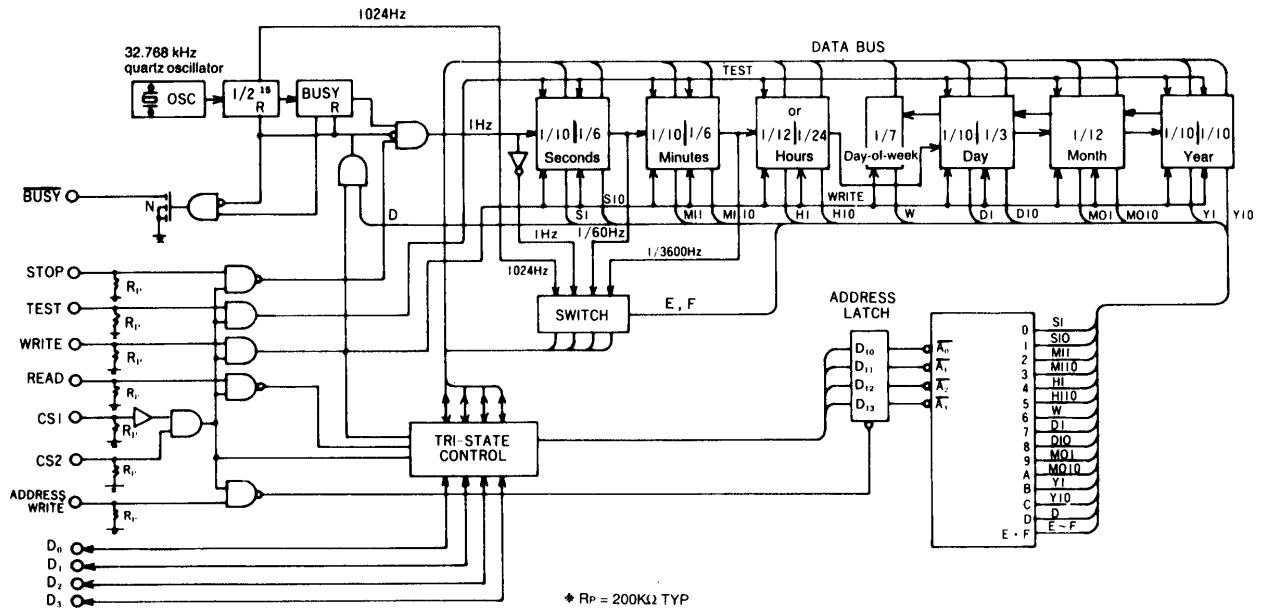 1024Hz
32.768 kHz
quartz oscillator
OSC
1/2 15
R
BUSY
R
DATA BUS
TEST
1Hz
1/10 1/6
Seconds
1/10 1/6
Minutes
or
1/12 1/24
Hours
1/7
Day-of-week
1/10 1/3
Day
1/12
Month
1/10 1/10
Year
WRITE
BUSY
N
D
S1
S10
MI1
MI10
H1
H10
W
D1
D10
MO1
MO10
Y1
Y10
1Hz
1/60Hz
1/3600Hz
1024Hz
SWITCH
E, F
STOP
TEST
WRITE
READ
CS1
CS2
ADDRESS
WRITE
TRI-STATE
CONTROL
ADDRESS
LATCH
D10
D11
D12
D13
0 S1
1 S10
2 MI1
3 MI10
4 H1
5 H10
6 W
7 D1
8 D10
9 MO1
A MO10
B Y1
C Y10
D D
E · F E~F
D0
D1
D2
D3
* RP = 200KΩ TYP